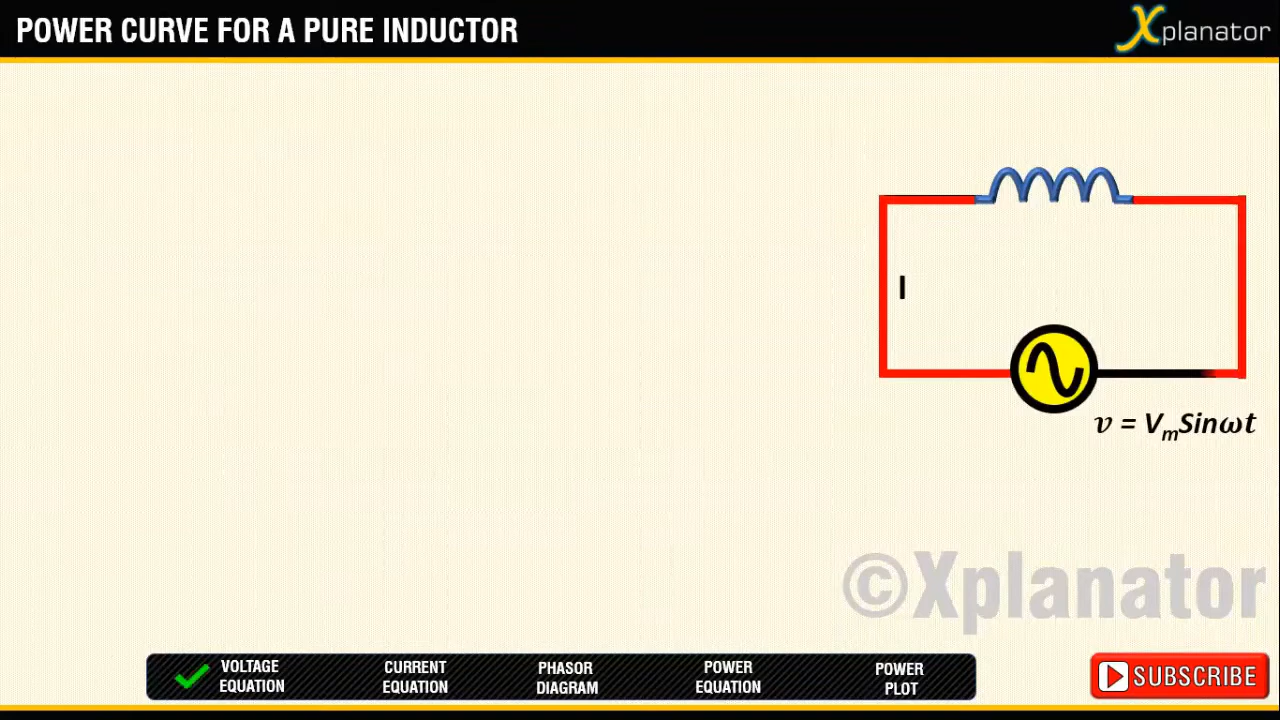 POWER CURVE FOR A PURE INDUCTOR
Xplanator
I
v = VmSinωt
©Xplanator
VOLTAGE EQUATION
CURRENT EQUATION
PHASOR DIAGRAM
POWER EQUATION
POWER PLOT
SUBSCRIBE